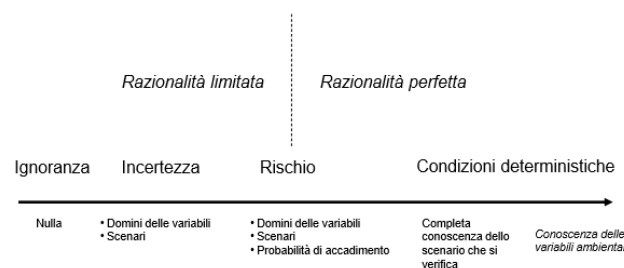 Razionalità limitata
Razionalità perfetta
Ignoranza
Incertezza
Rischio
Condizioni deterministiche
Nulla
• Domini delle variabili
• Scenari
• Domini delle variabili
• Scenari
• Probabilità di accadimento
Completa
conoscenza dello
scenario che si
verifica
Conoscenza delle
variabili ambientali